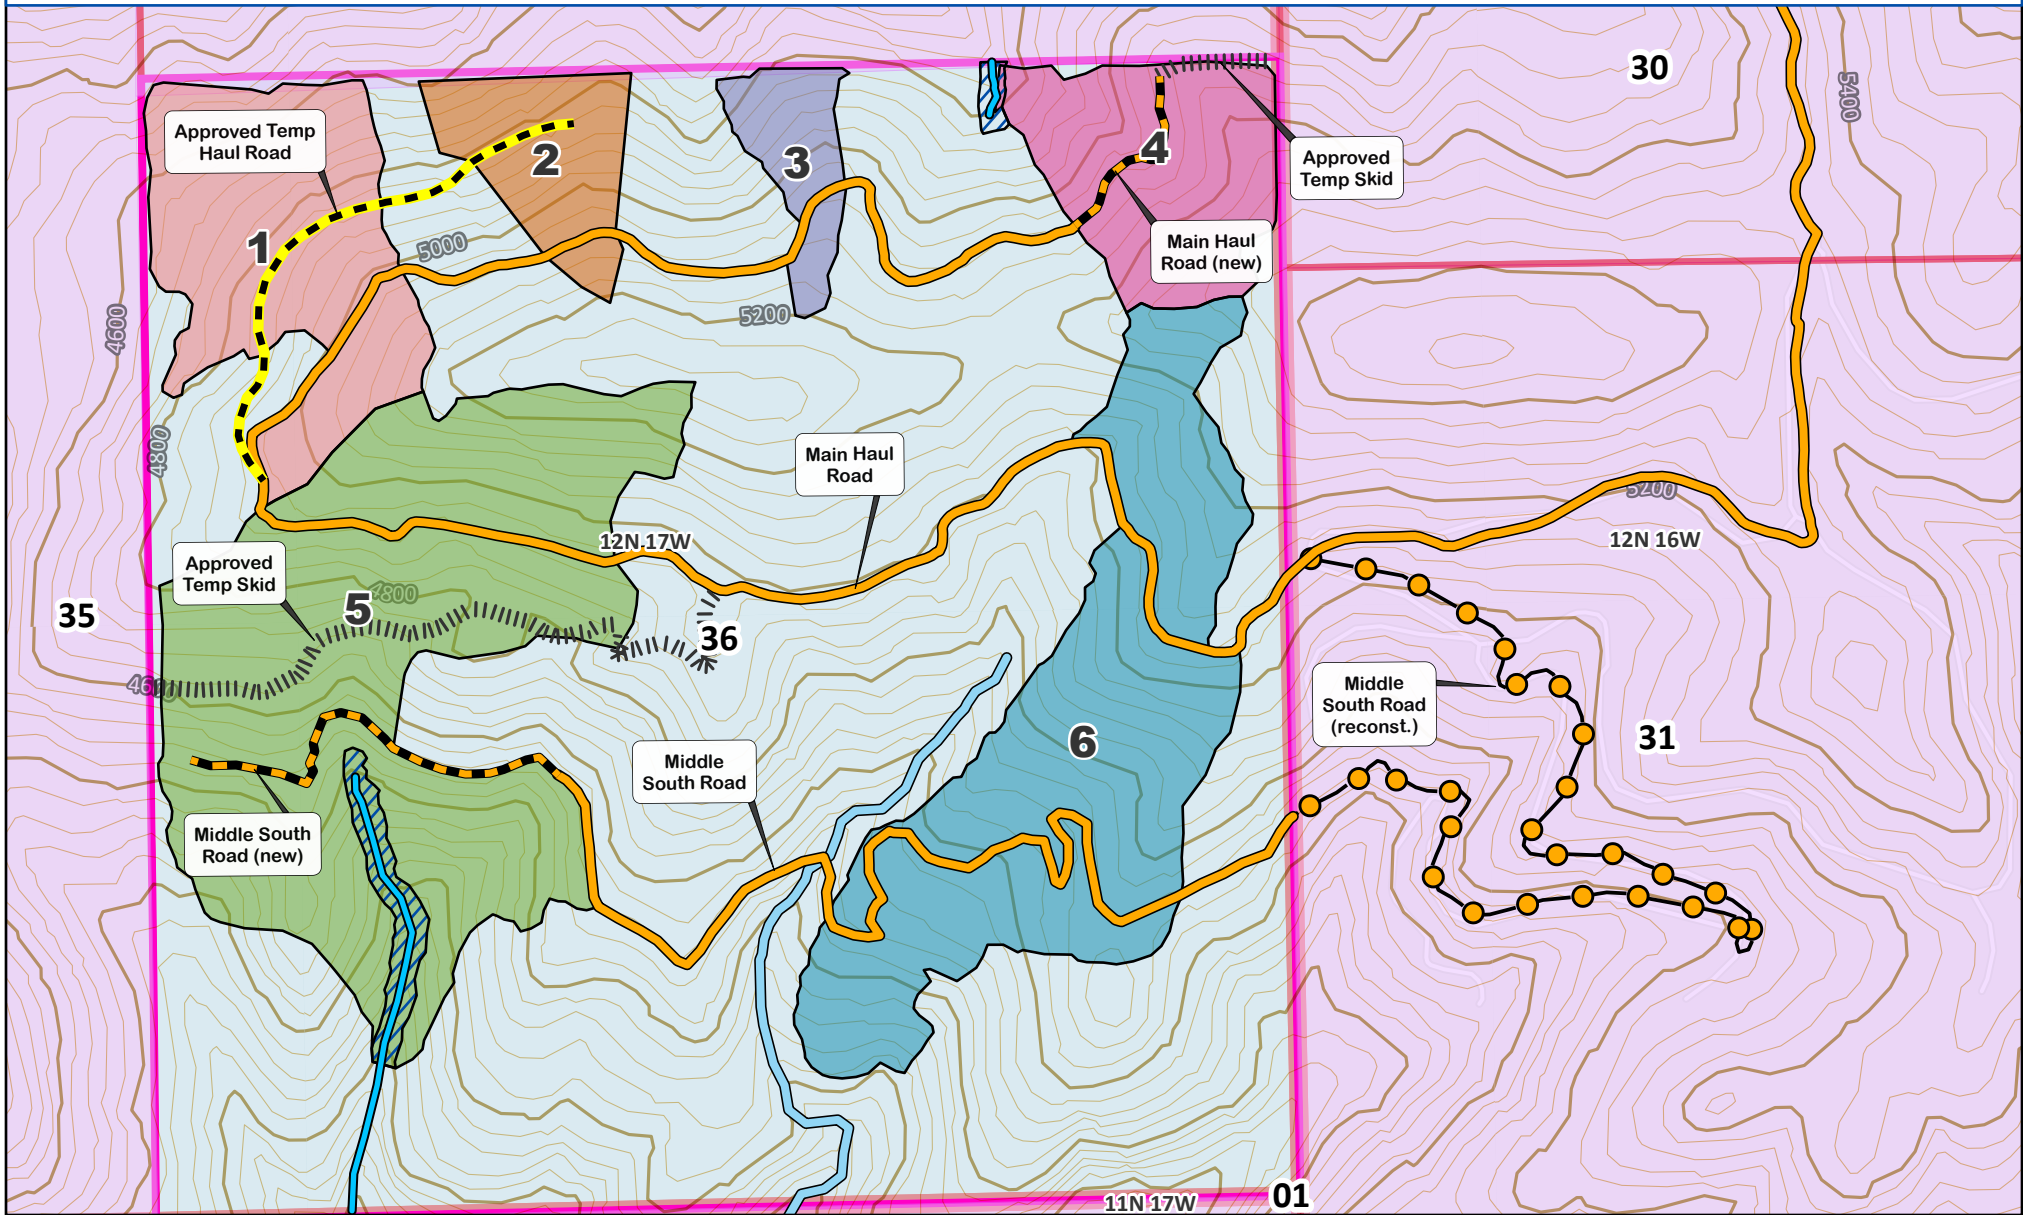 30
5400
Approved Temp
Haul Road
2
3
4
Approved
Temp Skid
1
5000
Main Haul
Road (new)
4600
5200
4800
Main Haul
Road
5200
12N 17W
12N 16W
Approved
Temp Skid
4800
5
35
36
Middle
South Road
(reconst.)
6
31
Middle
South Road
Middle South
Road (new)
01
11N 17W